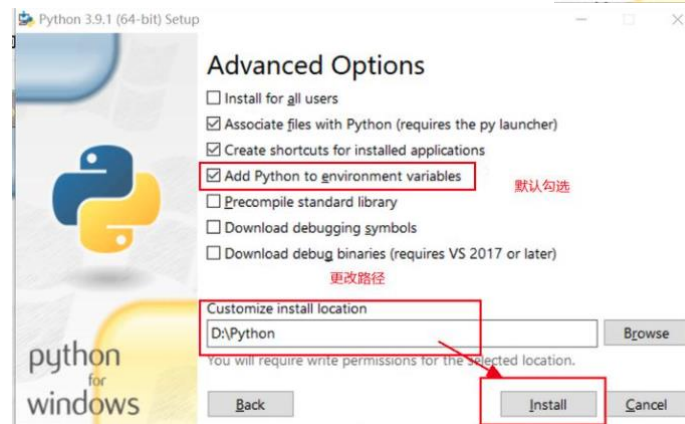 Python 3.9.1 (64-bit) Setup
Advanced Options
Install for all users
Associate files with Python (requires the py launcher)
Create shortcuts for installed applications
Add Python to environment variables
默认勾选
Precompile standard library
Download debugging symbols
Download debug binaries (requires VS 2017 or later)
更改路径
Customize install location
D:\Python
Browse
You will require write permissions for the selected location.
python
for
windows
Back
Install
Cancel